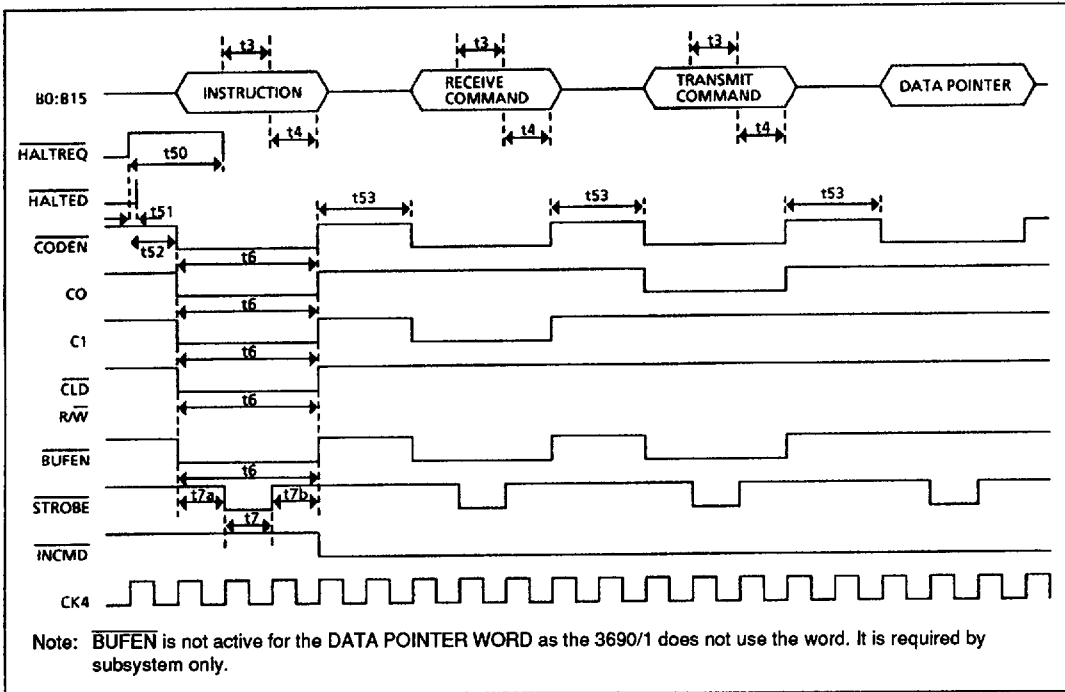 t3 t3 t3
B0:B15 INSTRUCTION RECEIVE COMMAND TRANSMIT COMMAND DATA POINTER
t4 t4 t4
HALTREQ t50
HALTED t51 t53 t53 t53
CODEN t52 t6
CO t6
C1 t6
CLD t6
R/W
BUFEN t6
STROBE t7a t7b t7
INCMD
CK4
Note: BUFEN is not active for the DATA POINTER WORD as the 3690/1 does not use the word. It is required by
subsystem only.